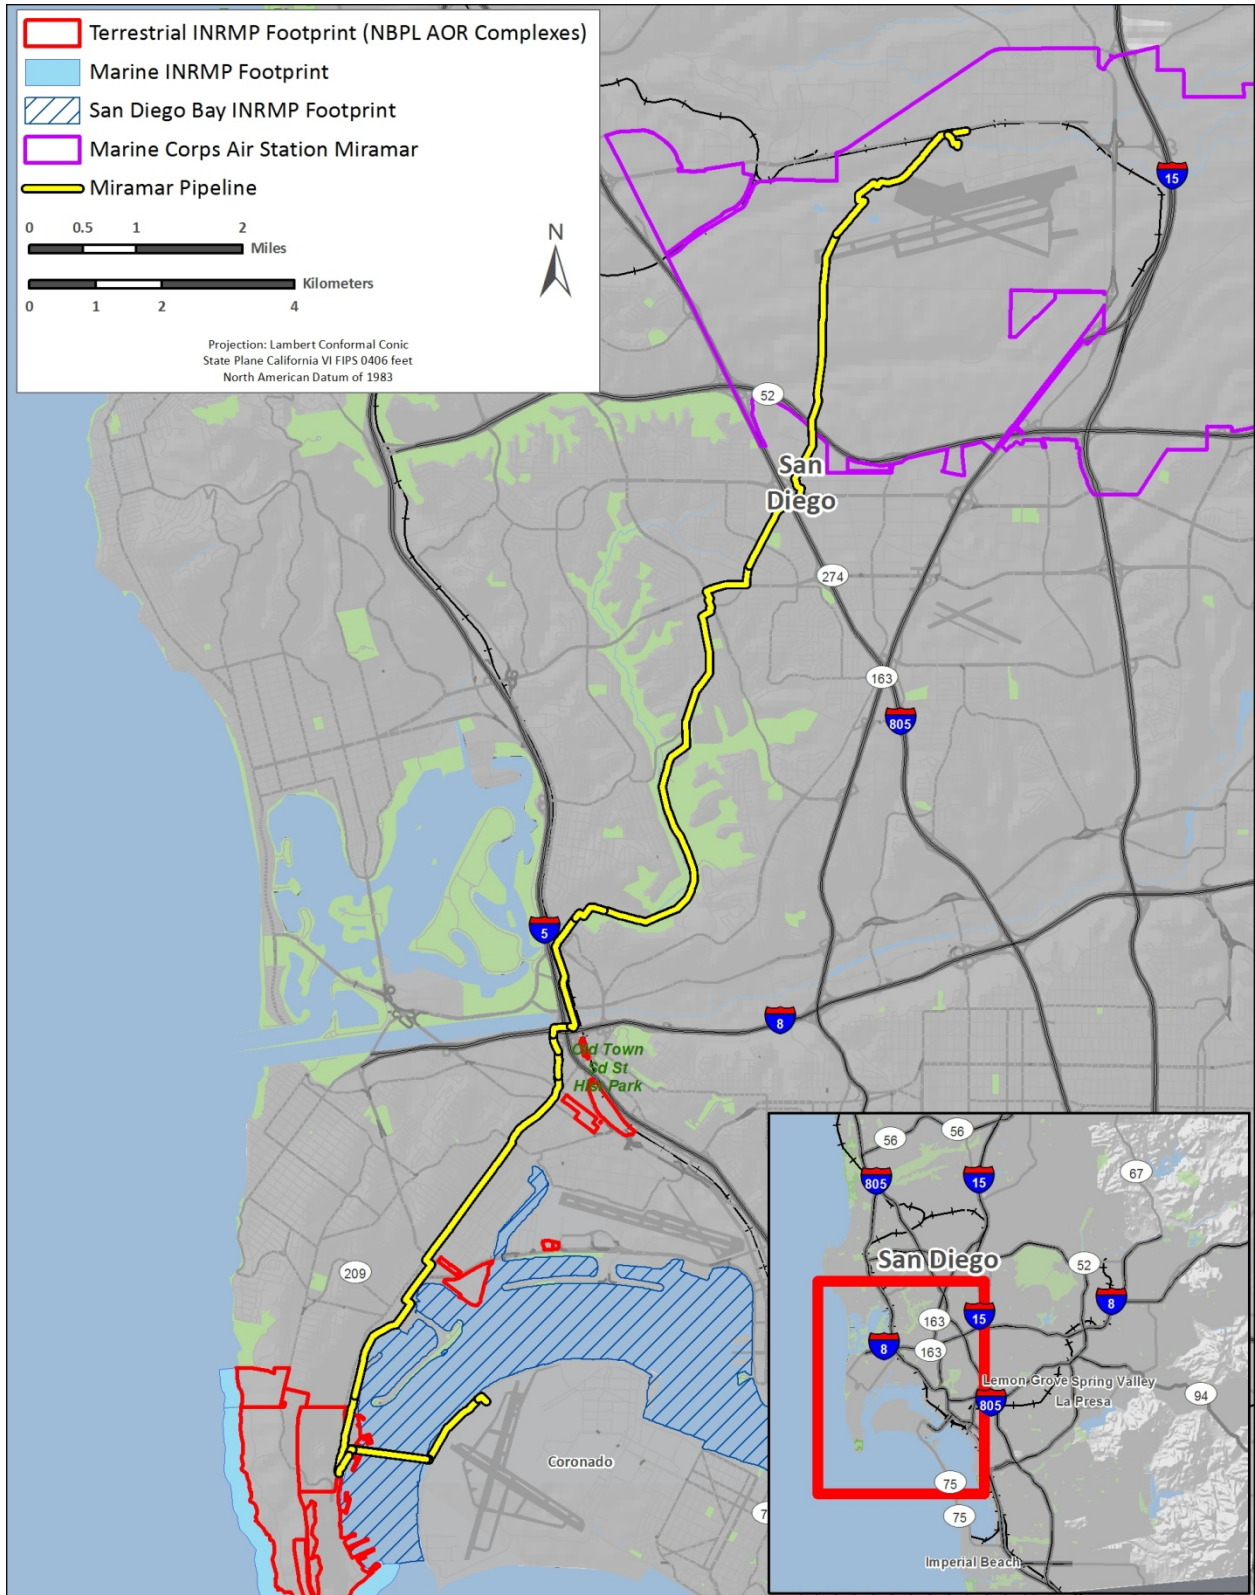 Terrestrial INRMP Footprint (NBPL AOR Complexes)
Marine INRMP Footprint
San Diego Bay INRMP Footprint
Marine Corps Air Station Miramar
Miramar Pipeline
0 0.5 1 2
Miles
Kilometers
0 1 2 4
N
Projection: Lambert Conformal Conic
State Plane California VI FIPS 0406 feet
North American Datum of 1983
15
52
San
Diego
274
163
805
5
8
Old Town
Sd St
Hist Park
209
Coronado
56
56
805
15
67
San Diego
52
8
163
15
8
163
Lemon Grove Spring Valley
La Presa
805
94
75
75
Imperial Beach